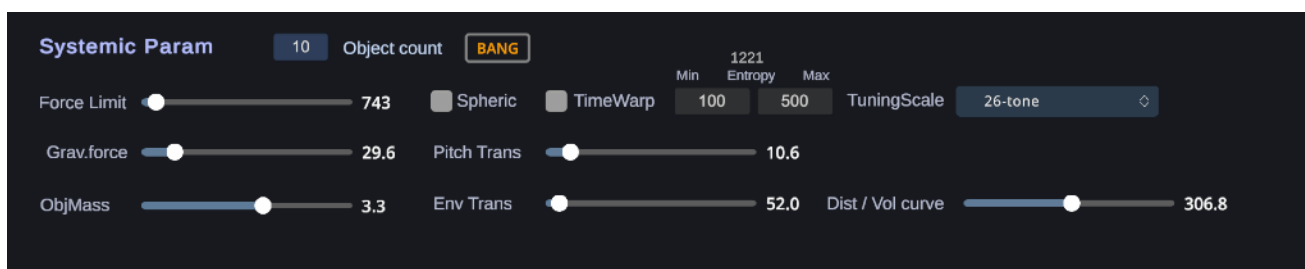 Systemic Param 10 Object count BANG
1221
Min Entropy Max
Force Limit 743 Spheric TimeWarp 100 500 TuningScale 26-tone
Grav.force 29.6 Pitch Trans 10.6
ObjMass 3.3 Env Trans 52.0 Dist / Vol curve 306.8